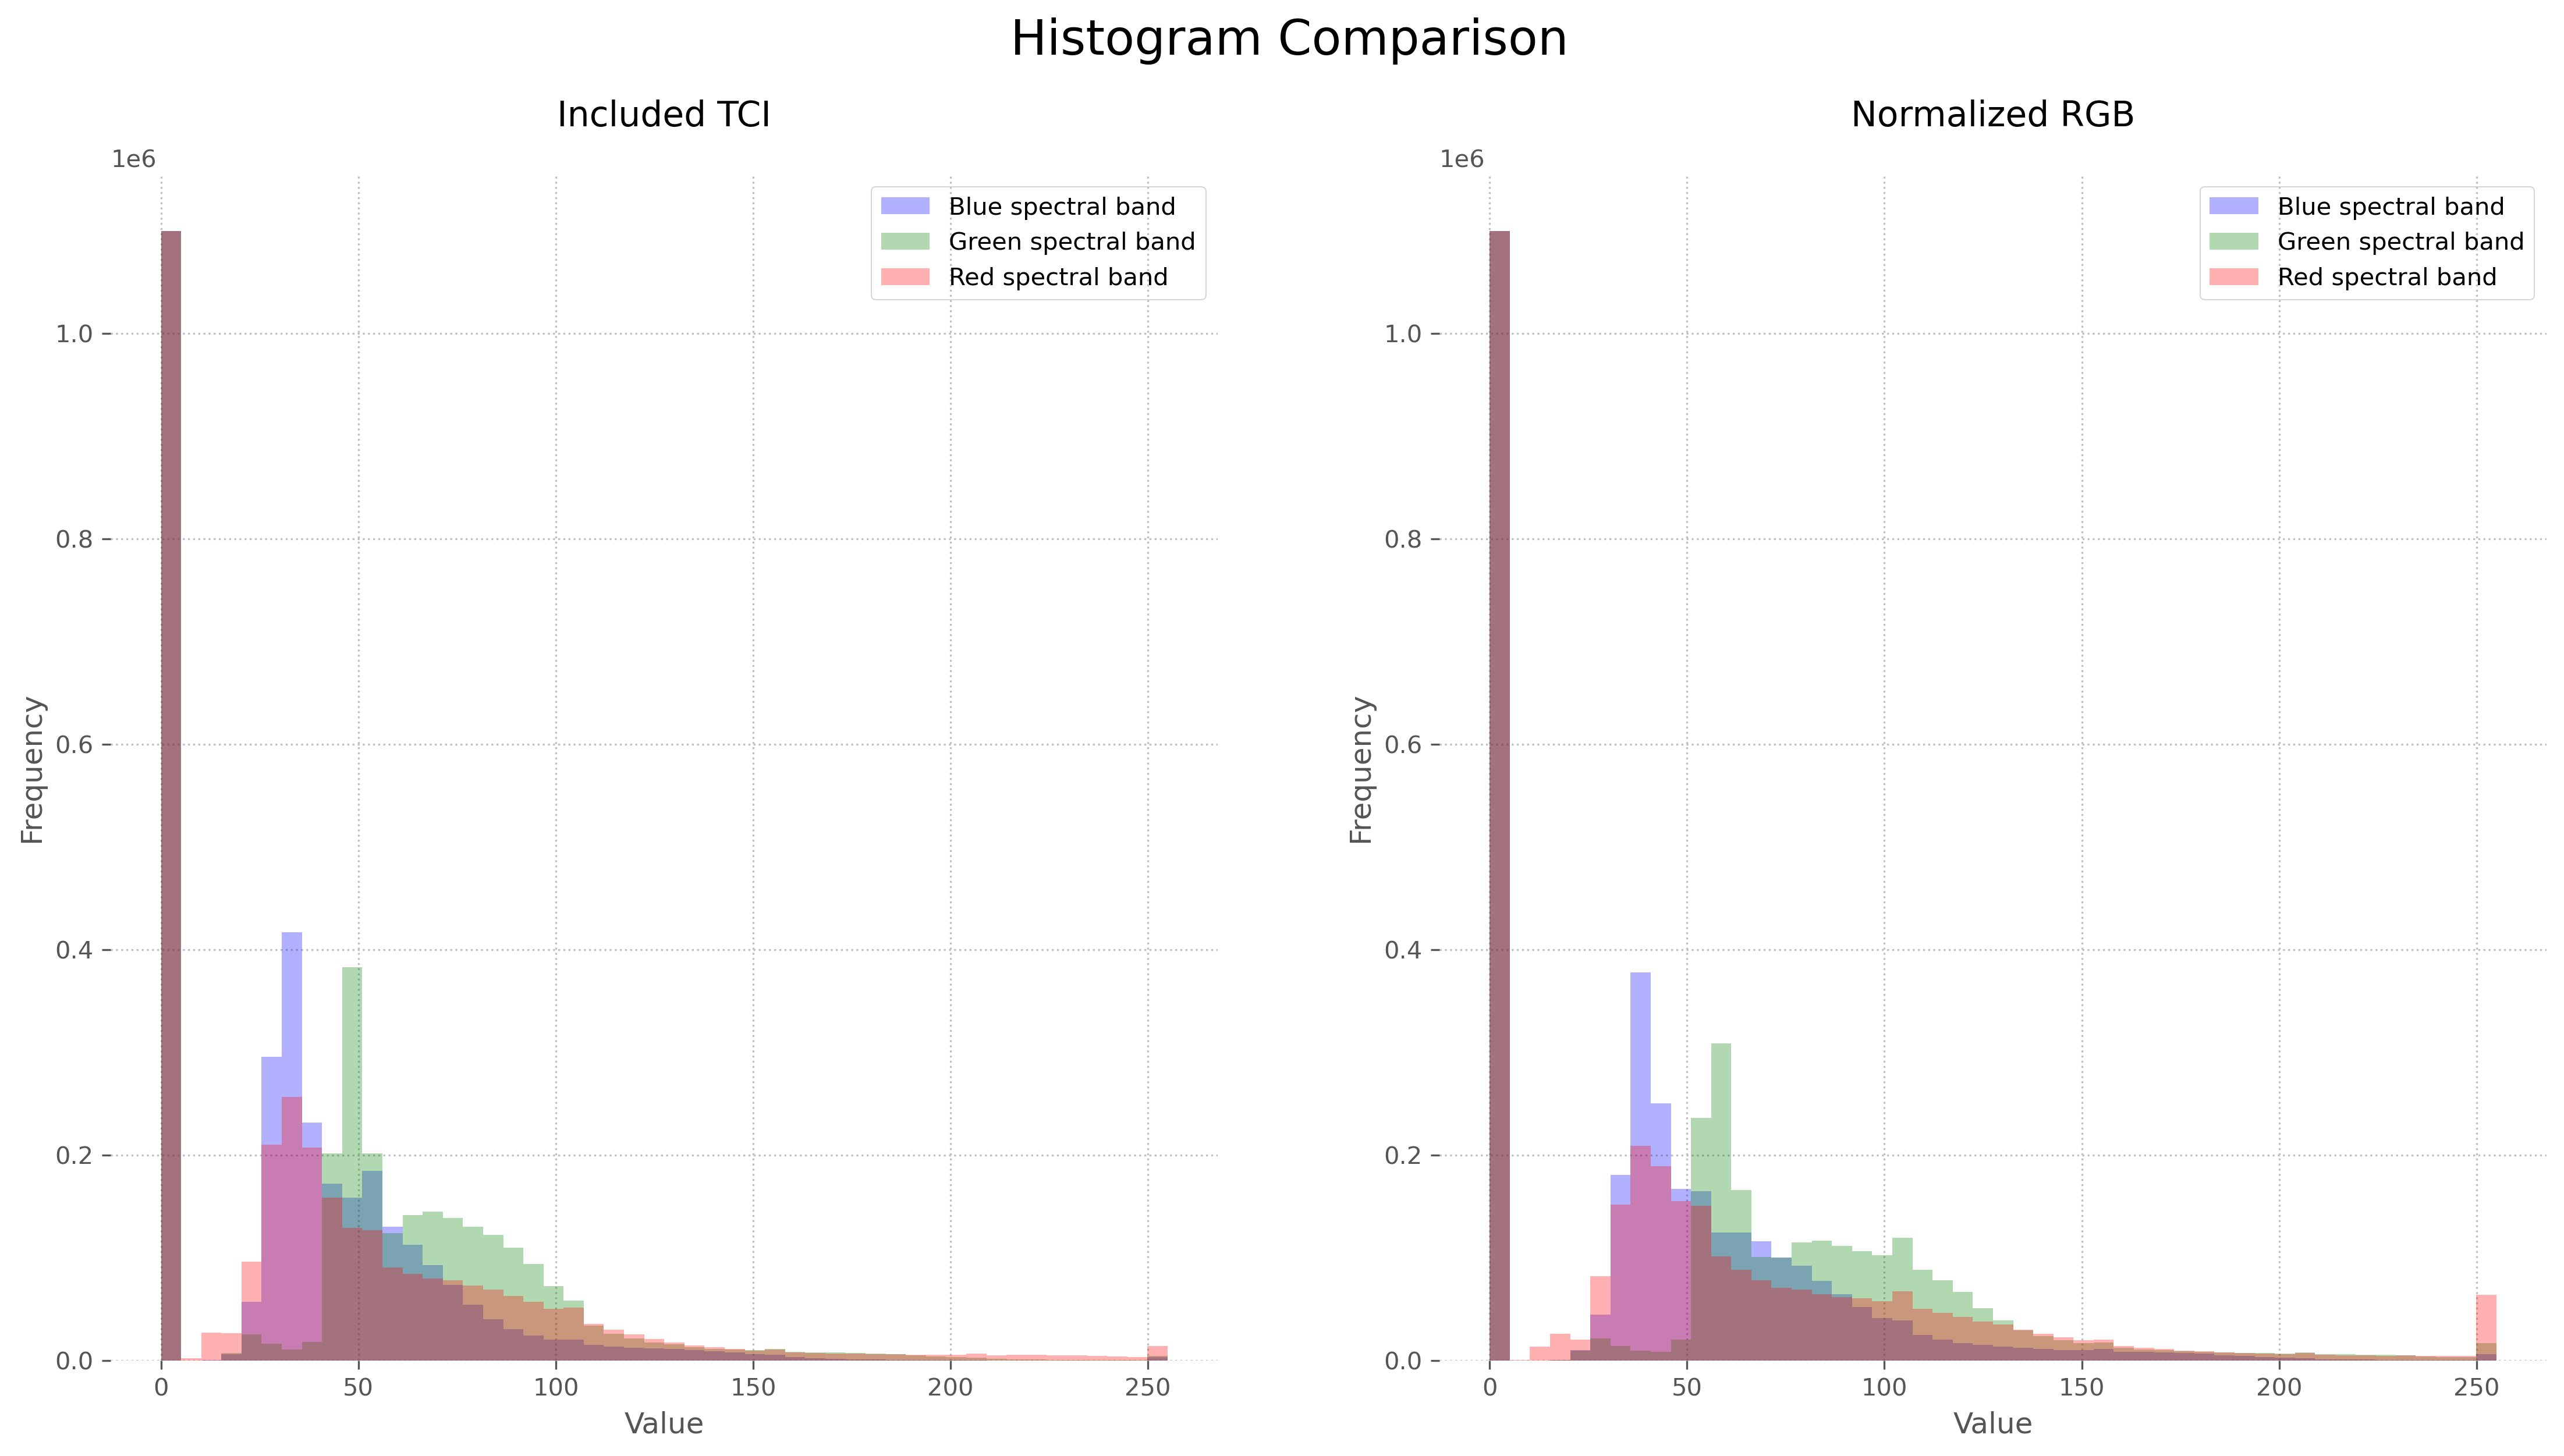 Histogram Comparison
Included TCI
1e6
Blue spectral band
Green spectral band
Red spectral band
1.0
0.8
0.6
0.4
0.2
0.0
Frequency
0 50 100 150 200 250
Value
Normalized RGB
1e6
Blue spectral band
Green spectral band
Red spectral band
1.0
0.8
0.6
0.4
0.2
0.0
Frequency
0 50 100 150 200 250
Value